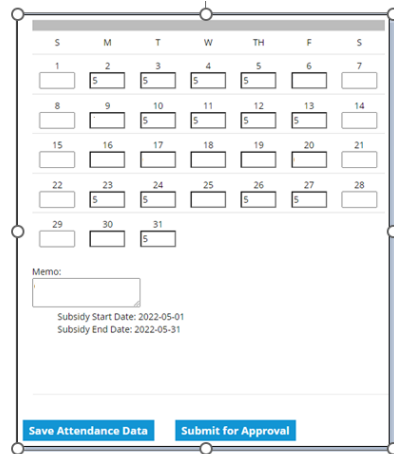 S M T W TH F S
1 2 3 4 5 6 7
5 5 5 5
8 9 10 11 12 13 14
5 5 5 5
15 16 17 18 19 20 21
22 23 24 25 26 27 28
5 5 5 5
29 30 31
5
Memo:
Subsidy Start Date: 2022-05-01
Subsidy End Date: 2022-05-31
Save Attendance Data Submit for Approval